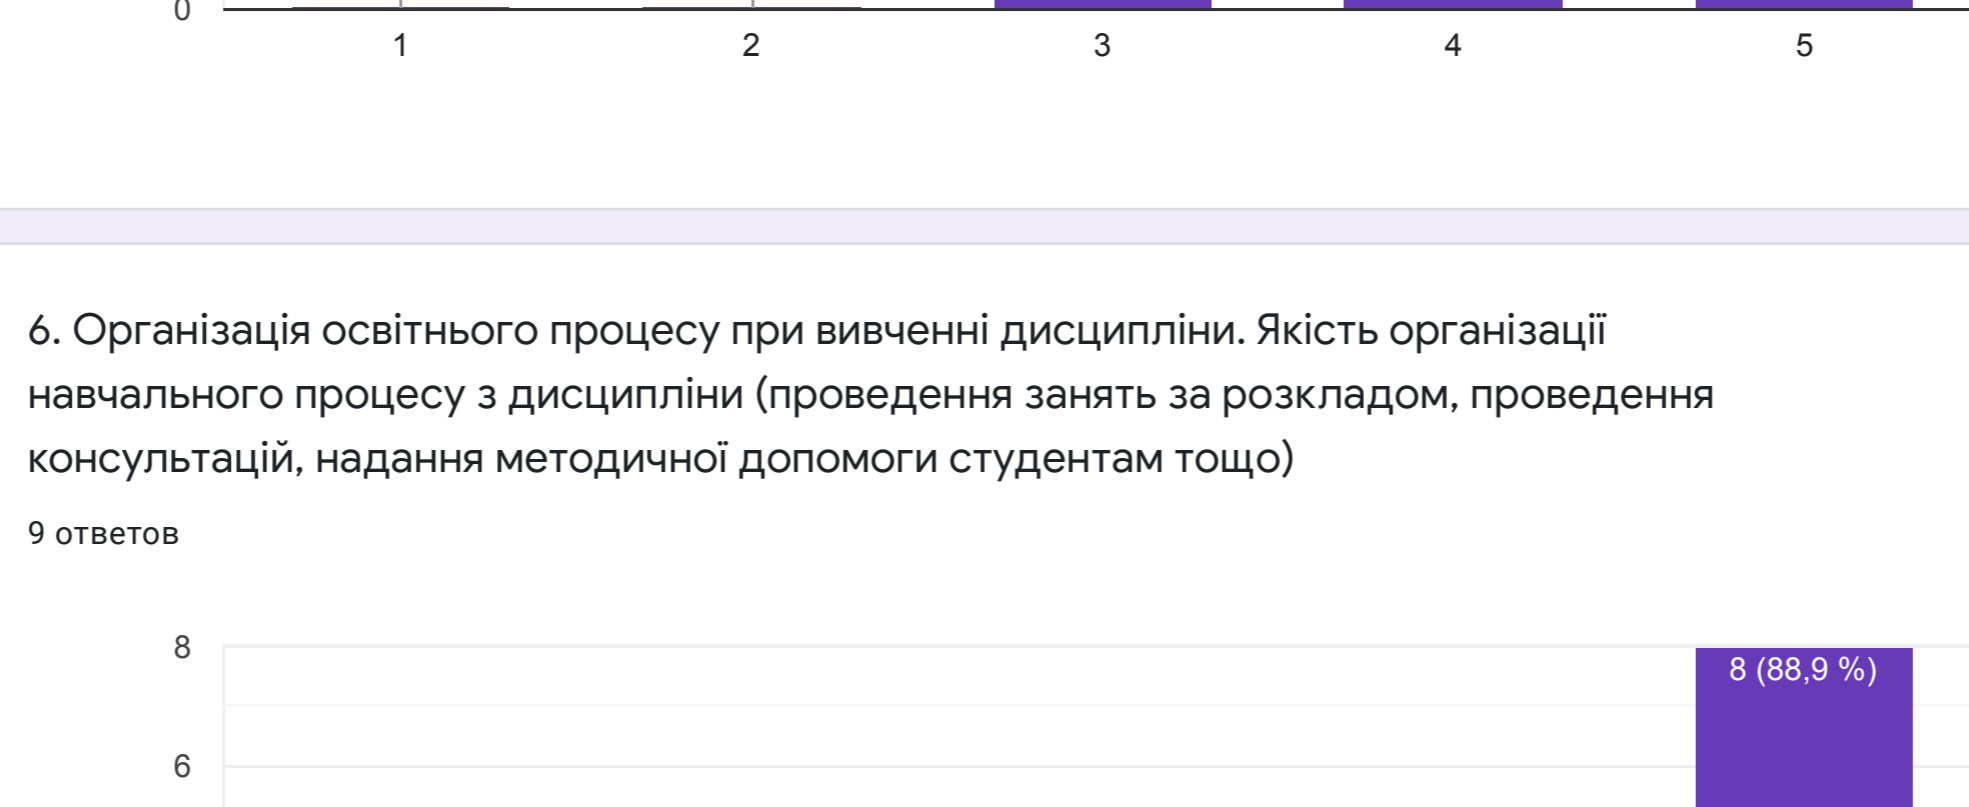 0
1 2 3 4 5
6. Організація освітнього процесу при вивченні дисципліни. Якість організації
навчального процесу з дисципліни (проведення занять за розкладом, проведення
консультацій, надання методичної допомоги студентам тощо)
9 ответов
8
8 (88,9 %)
6